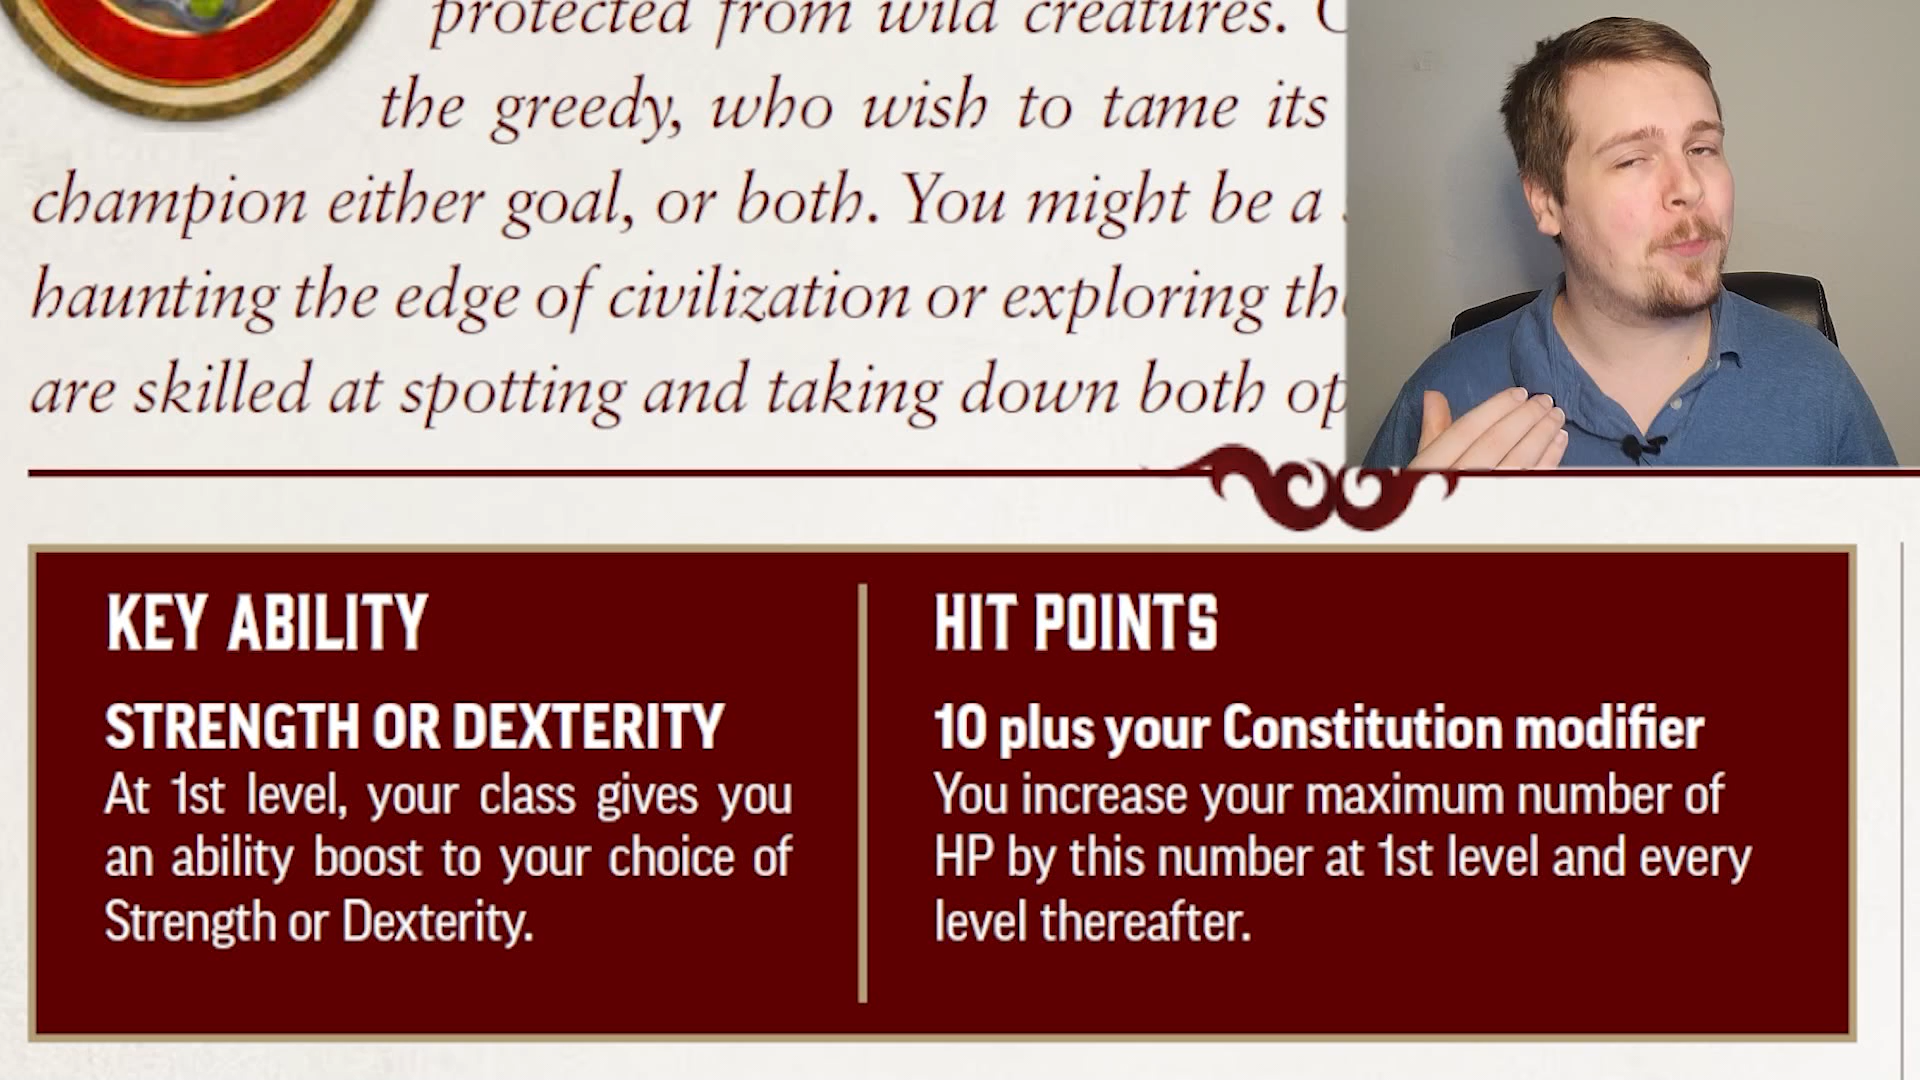 protected from wild creatures.
the greedy, who wish to tame its
champion either goal, or both. You might be a
haunting the edge of civilization or exploring
are skilled at spotting and taking down both
KEY ABILITY
STRENGTH OR DEXTERITY
At 1st level, your class gives you
an ability boost to your choice of
Strength or Dexterity.
HIT POINTS
10 plus your Constitution modifier
You increase your maximum number of
HP by this number at 1st level and every
level thereafter.